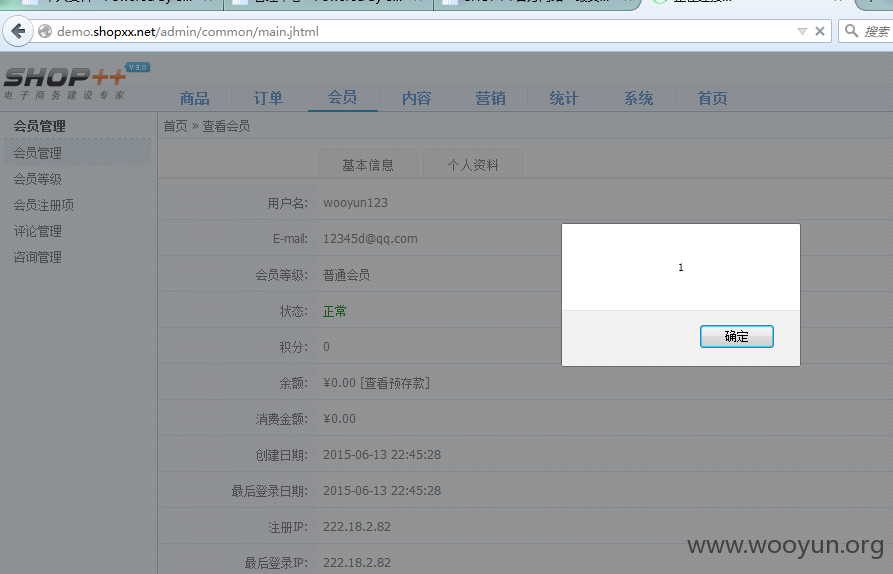 demo.shopxx.net/admin/common/main.jhtml
搜索
SHOP++ V3.0
电子商务建设专家
商品 订单 会员 内容 营销 统计 系统 首页
会员管理
会员管理
会员等级
会员注册项
评论管理
咨询管理
首页 » 查看会员
基本信息 个人资料
用户名: wooyun123
E-mail: 12345d@qq.com
会员等级: 普通会员
状态: 正常
积分: 0
余额: ¥0.00 [查看预存款]
消费金额: ¥0.00
创建日期: 2015-06-13 22:45:28
最后登录日期: 2015-06-13 22:45:28
注册IP: 222.18.2.82
最后登录IP: 222.18.2.82
1
确定
www.wooyun.org